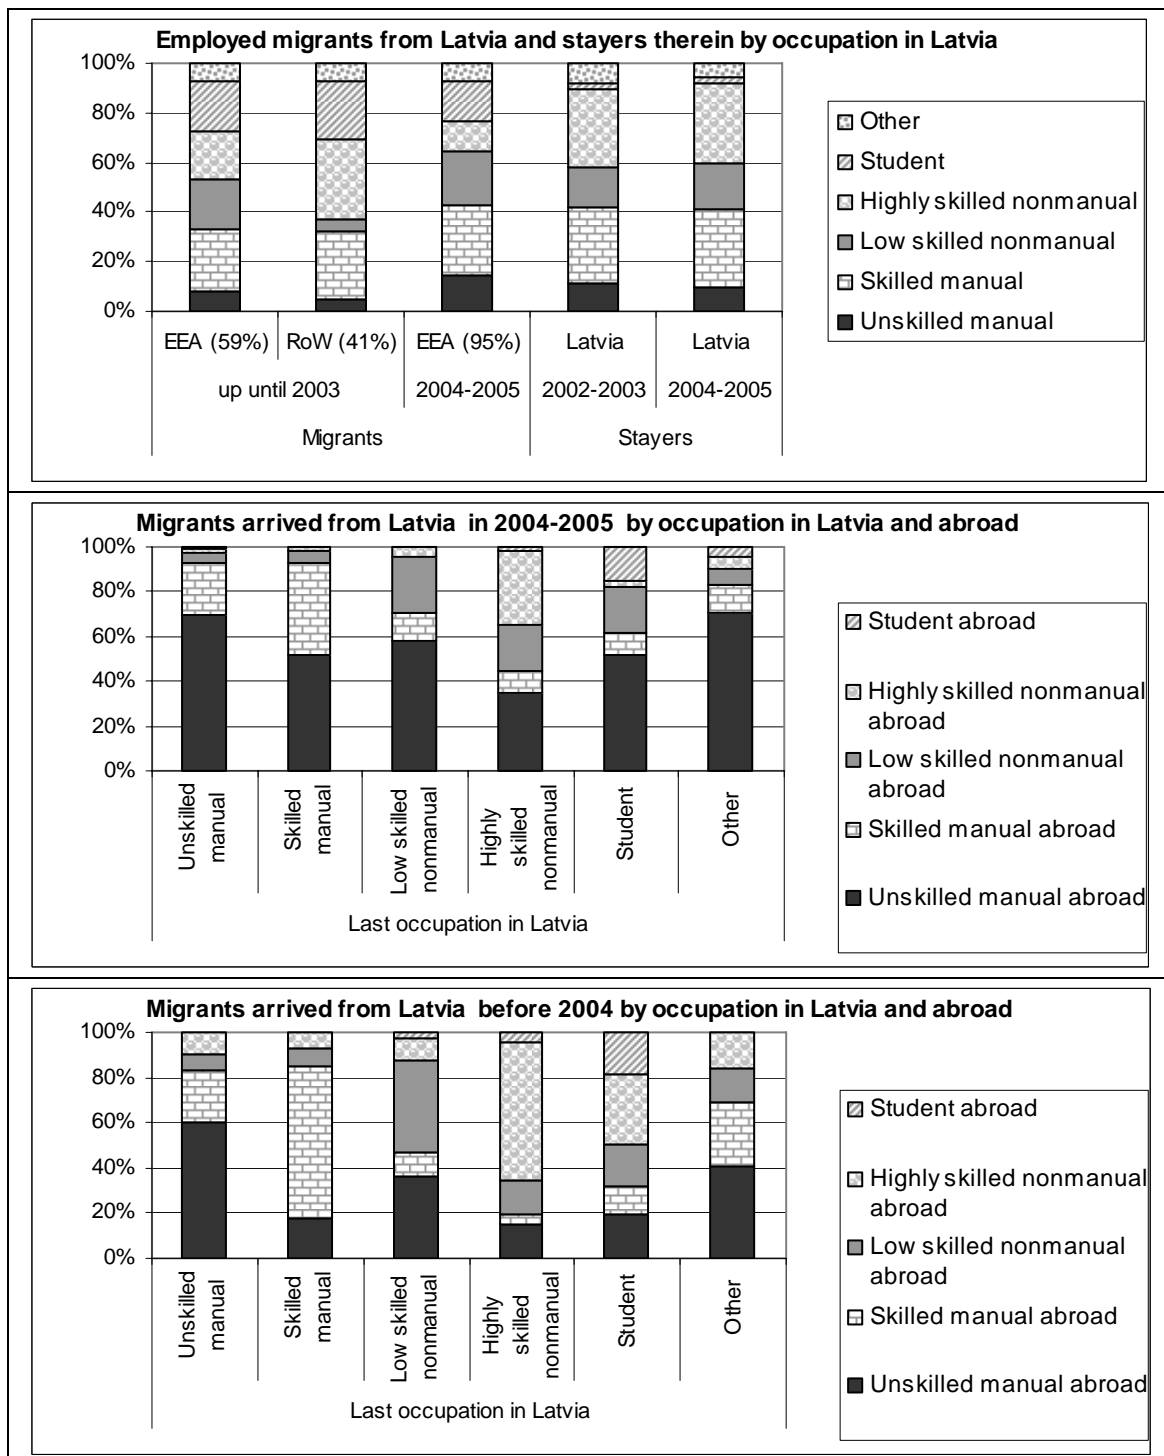 Employed migrants from Latvia and stayers therein by occupation in Latvia
100%
80%
60%
40%
20%
0%
EEA (59%) RoW (41%) EEA (95%) Latvia Latvia
up until 2003 2004-2005 2002-2003 2004-2005
Migrants Stayers
Other
Student
Highly skilled nonmanual
Low skilled nonmanual
Skilled manual
Unskilled manual
Migrants arrived from Latvia in 2004-2005 by occupation in Latvia and abroad
100%
80%
60%
40%
20%
0%
Unskilled
manual
Skilled
manual
Low skilled
nonmanual
Highly
skilled
nonmanual
Student
Other
Last occupation in Latvia
Student abroad
Highly skilled nonmanual
abroad
Low skilled nonmanual
abroad
Skilled manual abroad
Unskilled manual abroad
Migrants arrived from Latvia before 2004 by occupation in Latvia and abroad
100%
80%
60%
40%
20%
0%
Unskilled
manual
Skilled
manual
Low skilled
nonmanual
Highly
skilled
nonmanual
Student
Other
Last occupation in Latvia
Student abroad
Highly skilled nonmanual
abroad
Low skilled nonmanual
abroad
Skilled manual abroad
Unskilled manual abroad